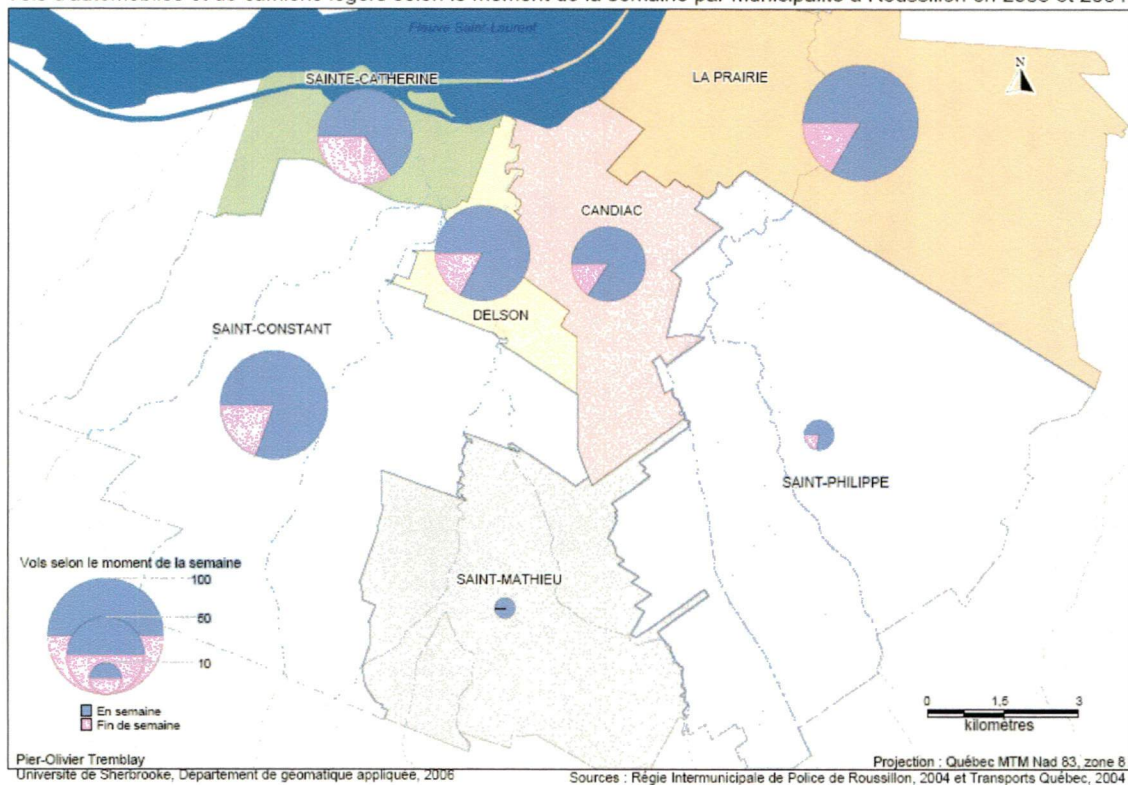 Fleuve Saint-Laurent
SAINTE-CATHERINE
LA PRAIRIE
N
CANDIAC
DELSON
SAINT-CONSTANT
SAINT-PHILIPPE
SAINT-MATHIEU
Vols selon le moment de la semaine
100
50
10
En semaine
Fin de semaine
0 1,5 3
kilomètres
Pier-Olivier Tremblay
Université de Sherbrooke, Département de géomatique appliquée, 2006
Projection : Québec MTM Nad 83, zone 8
Sources : Régie Intermunicipale de Police de Roussillon, 2004 et Transports Québec, 2004